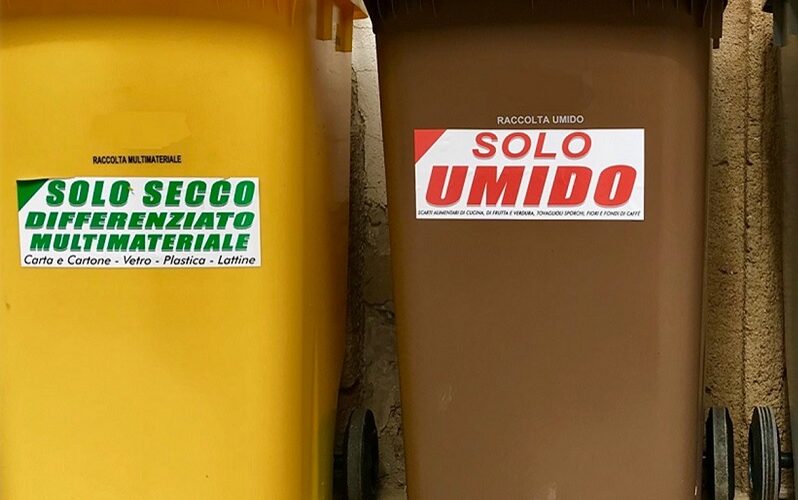 RACCOLTA MULTIMATERIALE
SOLO SECCO
DIFFERENZIATO
MULTIMATERIALE
Carta e Cartone - Vetro - Plastica - Lattine
RACCOLTA UMIDO
SOLO
UMIDO
SCARTI ALIMENTARI DI CUCINA, DI FRUTTA E VERDURA, TOVAGLIOLI SPORCHI, FIORI E FONDI DI CAFFÈ